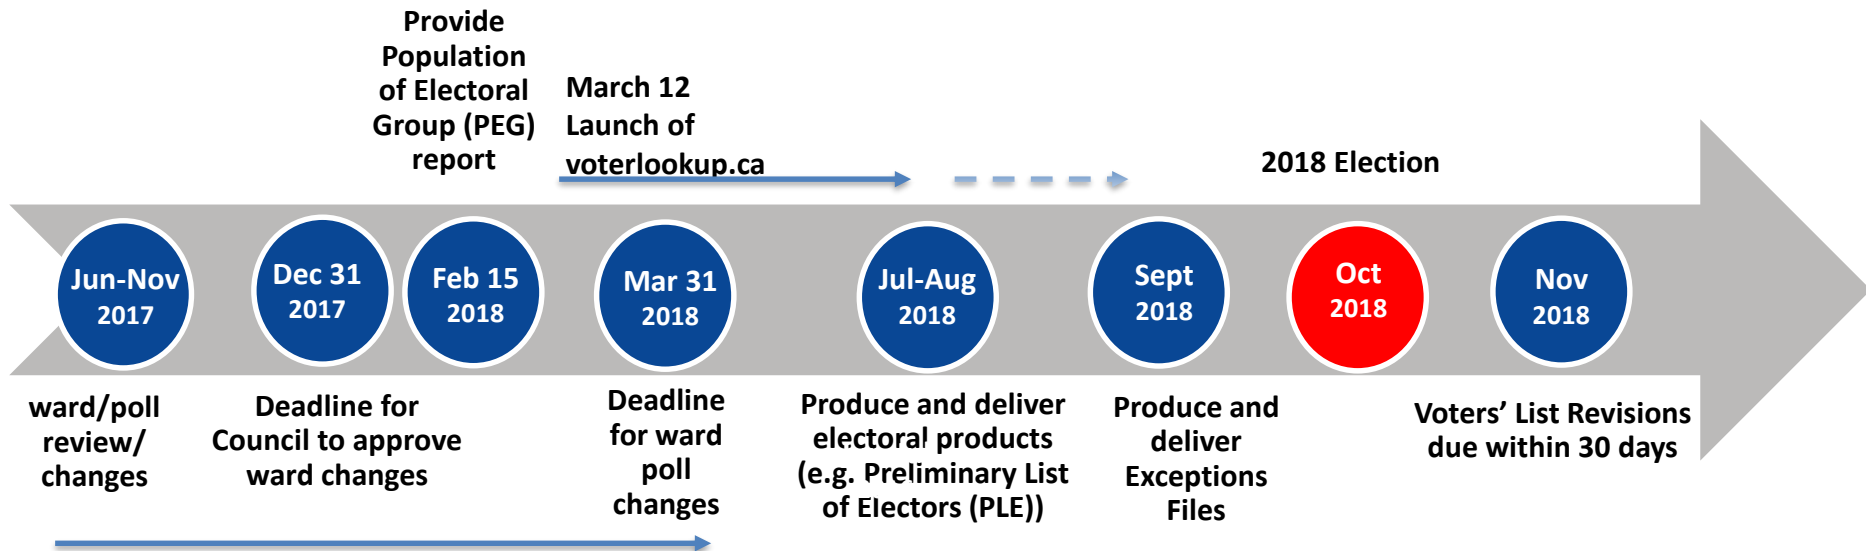 Provide
Population
of Electoral
Group (PEG)
report
March 12
Launch of
voterlookup.ca
2018 Election
Jun-Nov
2017
Dec 31
2017
Feb 15
2018
Mar 31
2018
Jul-Aug
2018
Sept
2018
Oct
2018
Nov
2018
ward/poll
review/
changes
Deadline for
Council to approve
ward changes
Deadline
for ward
poll
changes
Produce and deliver
electoral products
(e.g. Preliminary List
of Electors (PLE))
Produce and
deliver
Exceptions
Files
Voters’ List Revisions
due within 30 days